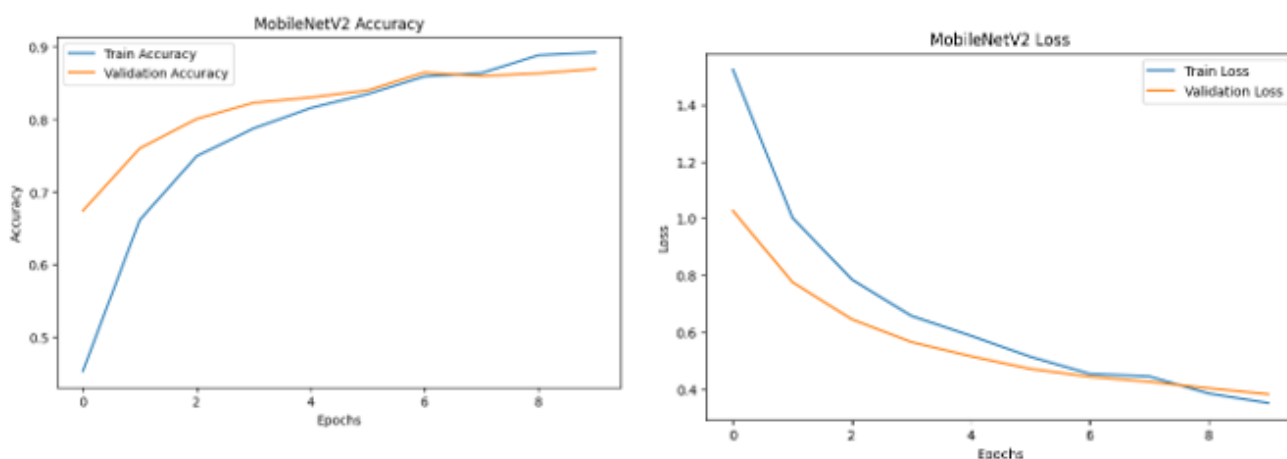 MobileNetV2 Accuracy
Train Accuracy
Validation Accuracy
Accuracy
0.9
0.8
0.7
0.6
0.5
0 2 4 6 8
Epochs
MobileNetV2 Loss
Train Loss
Validation Loss
Loss
1.4
1.2
1.0
0.8
0.6
0.4
0 2 4 6 8
Epochs